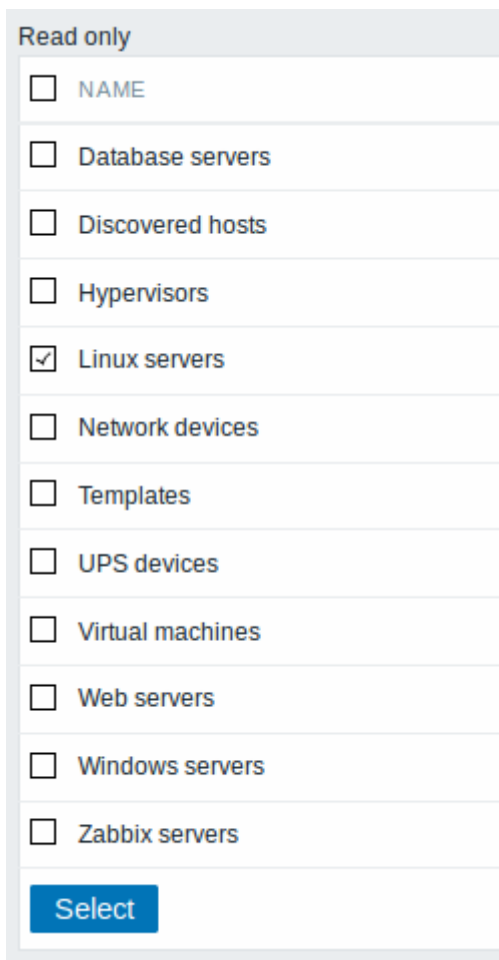 Read only
NAME
Database servers
Discovered hosts
Hypervisors
Linux servers
Network devices
Templates
UPS devices
Virtual machines
Web servers
Windows servers
Zabbix servers
Select